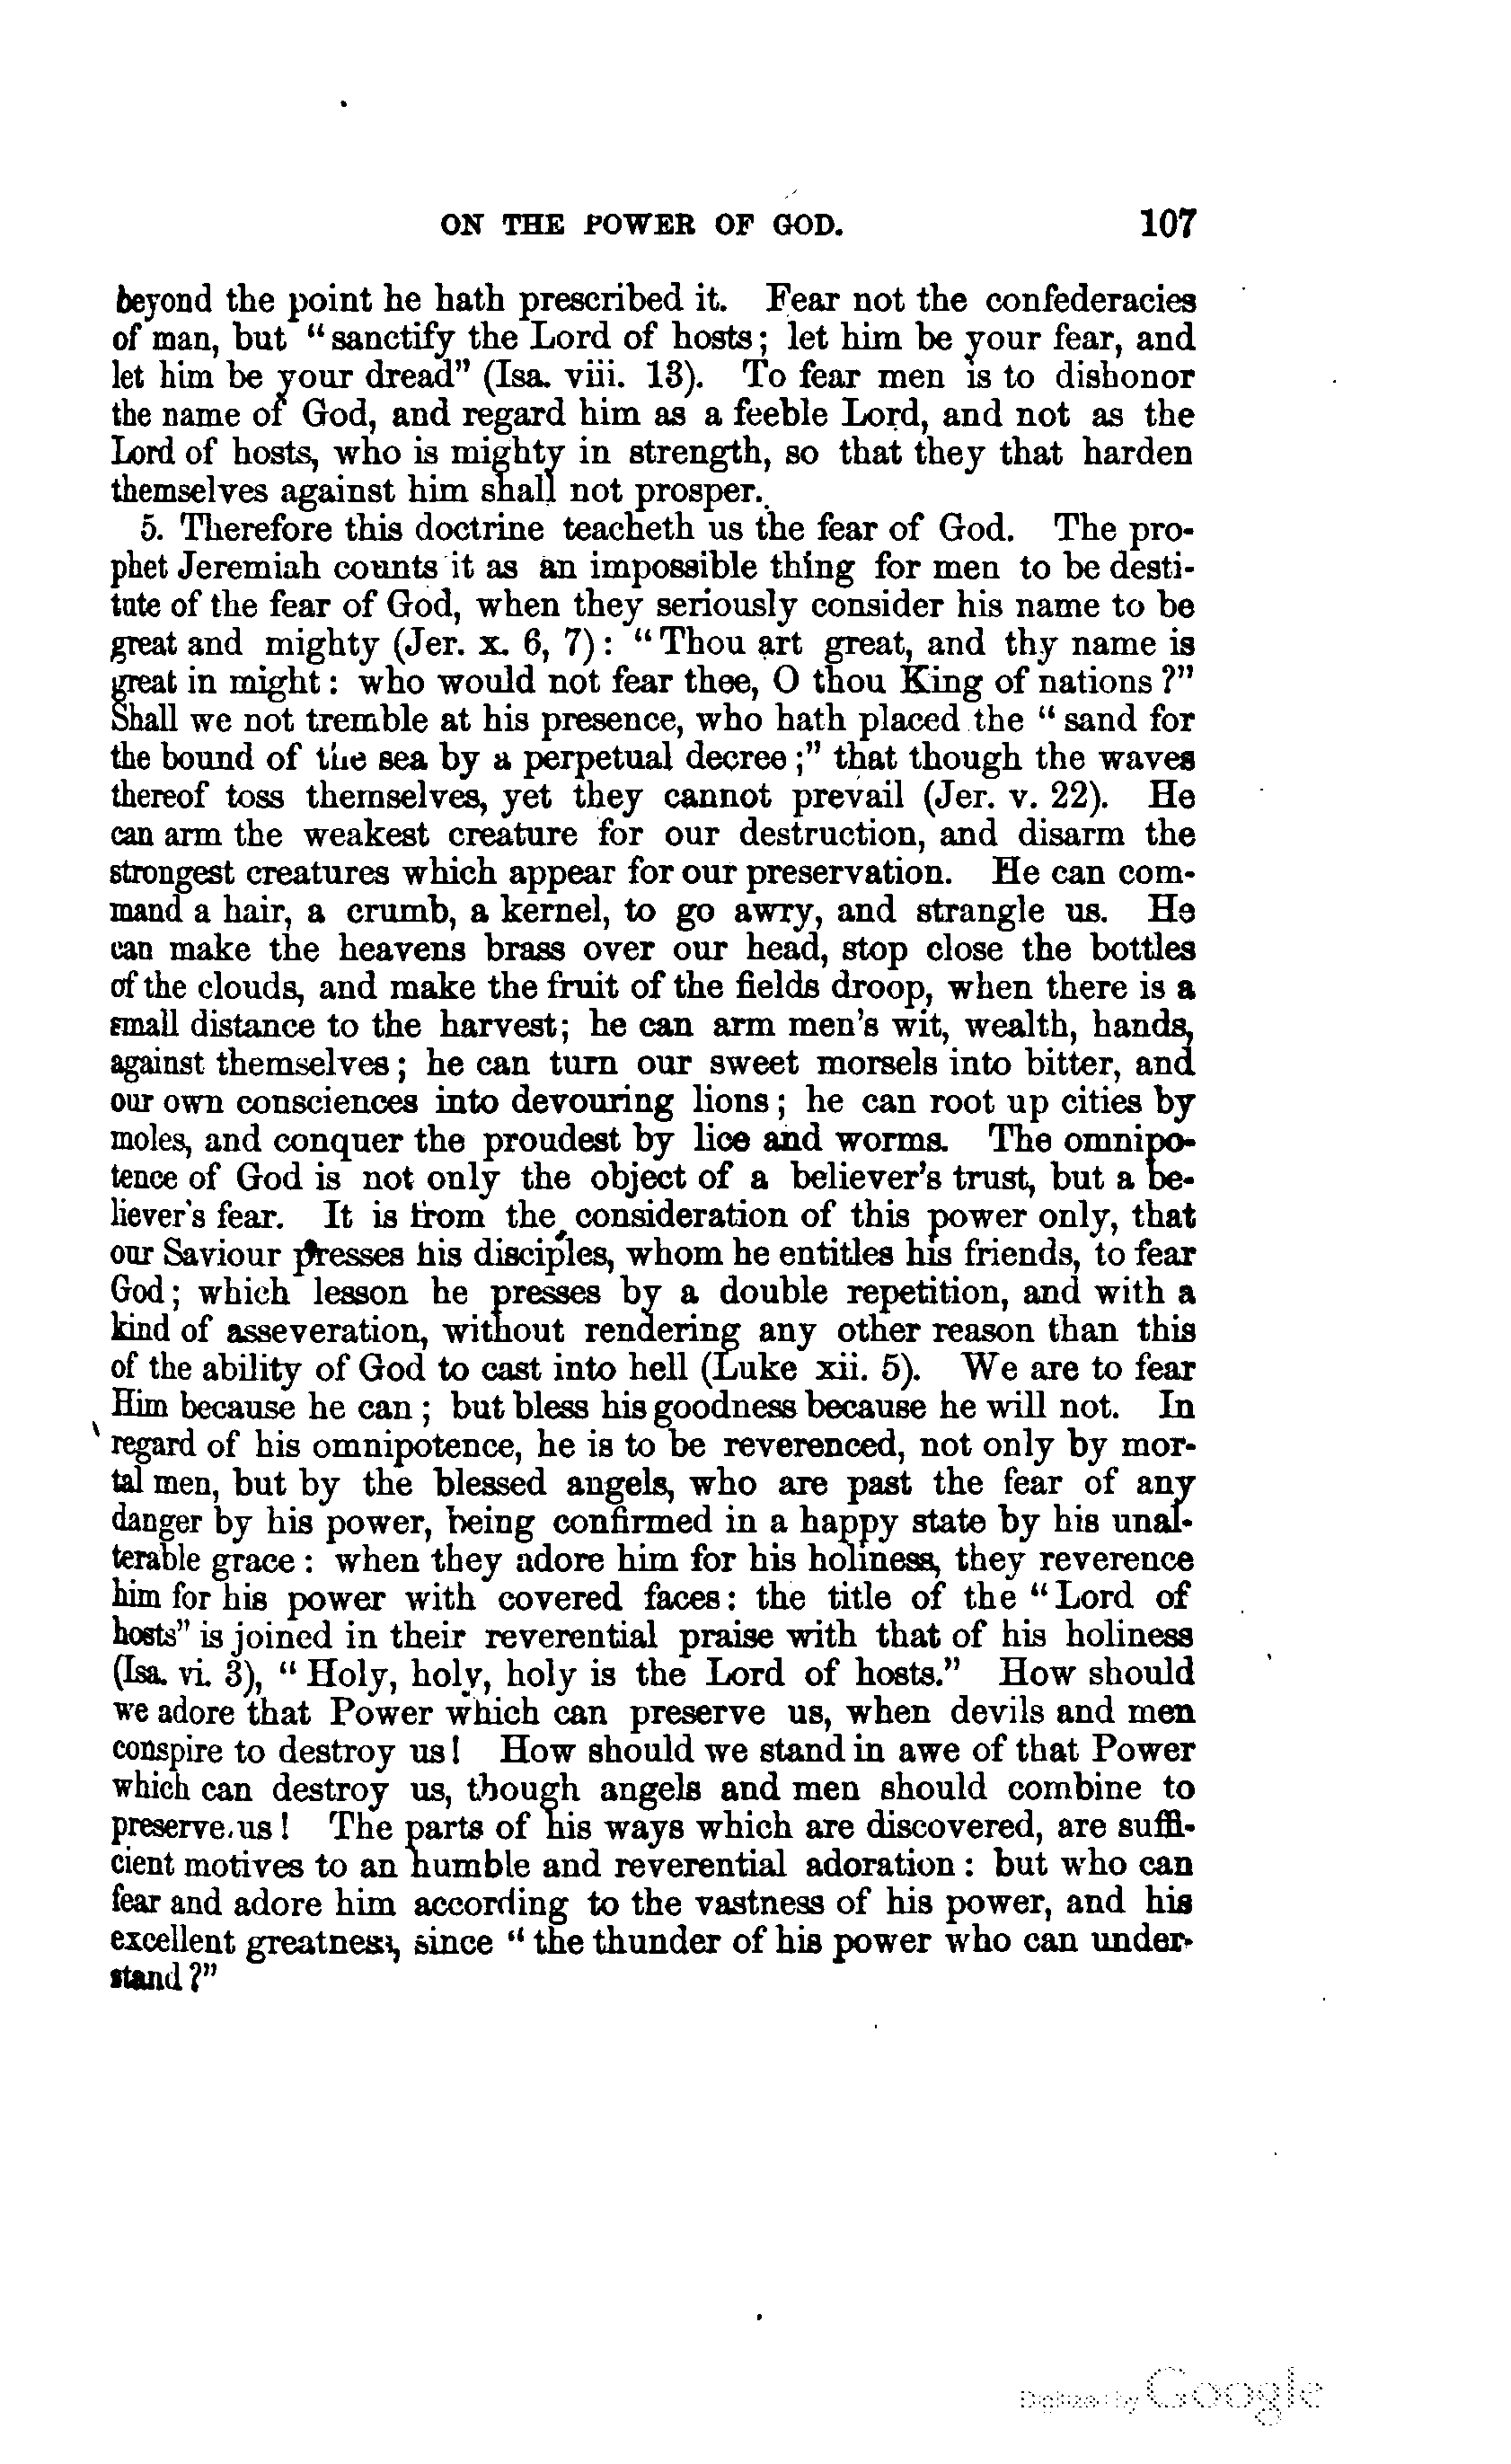 ON THE POWER OF GOD. 107
beyond the point he hath prescribed it. Fear not the confederacies
of man, but "sanctify the Lord of hosts; let him be your fear, and
let him be your dread" (Isa. viii. 13). To fear men is to dishonor
the name of God, and regard him as a feeble Lord, and not as the
Lord of hosts, who is mighty in strength, so that they that harden
themselves against him shall not prosper.
5. Therefore this doctrine teacheth us the fear of God. The pro-
phet Jeremiah counts it as an impossible thing for men to be desti-
tute of the fear of God, when they seriously consider his name to be
great and mighty (Jer. x. 6, 7): "Thou art great, and thy name is
great in might: who would not fear thee, O thou King of nations?"
Shall we not tremble at his presence, who hath placed the "sand for
the bound of the sea by a perpetual decree;" that though the waves
thereof toss themselves, yet they cannot prevail (Jer. v. 22). He
can arm the weakest creature for our destruction, and disarm the
strongest creatures which appear for our preservation. He can com-
mand a hair, a crumb, a kernel, to go awry, and strangle us. He
can make the heavens brass over our head, stop close the bottles
of the clouds, and make the fruit of the fields droop, when there is a
small distance to the harvest; he can arm men's wit, wealth, hands,
against themselves; he can turn our sweet morsels into bitter, and
our own consciences into devouring lions; he can root up cities by
moles, and conquer the proudest by lice and worms. The omnipo-
tence of God is not only the object of a believer's trust, but a be-
liever's fear. It is from the consideration of this power only, that
our Saviour presses his disciples, whom he entitles his friends, to fear
God; which lesson he presses by a double repetition, and with a
kind of asseveration, without rendering any other reason than this
of the ability of God to cast into hell (Luke xii. 5). We are to fear
Him because he can; but bless his goodness because he will not. In
regard of his omnipotence, he is to be reverenced, not only by mor-
tal men, but by the blessed angels, who are past the fear of any
danger by his power, being confirmed in a happy state by his unal-
terable grace: when they adore him for his holiness, they reverence
him for his power with covered faces: the title of the "Lord of
hosts" is joined in their reverential praise with that of his holiness
(Isa. vi. 3), "Holy, holy, holy is the Lord of hosts." How should
we adore that Power which can preserve us, when devils and men
conspire to destroy us! How should we stand in awe of that Power
which can destroy us, though angels and men should combine to
preserve us! The parts of his ways which are discovered, are suffi-
cient motives to an humble and reverential adoration: but who can
fear and adore him according to the vastness of his power, and his
excellent greatness, since "the thunder of his power who can under-
stand?"
Digitized by Google